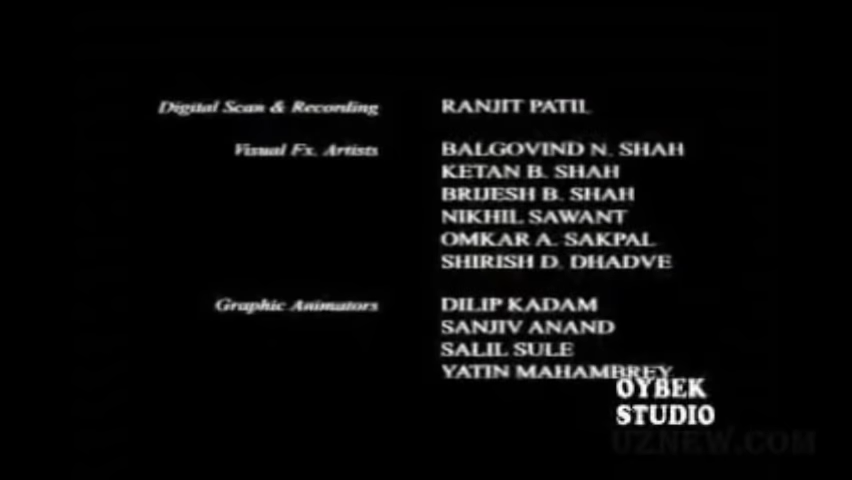 Digital Scan & Recording RANJIT PATIL
Visual Fx. Artists BALGOVIND N. SHAH
KETAN B. SHAH
BRIJESH B. SHAH
NIKHIL SAWANT
OMKAR A. SAKPAL
SHIRISH D. DHADVE
Graphic Animators DILIP KADAM
SANJIV ANAND
SALIL SULE
YATIN MAHAMBREY
OYBEK
STUDIO
UZNEW.COM